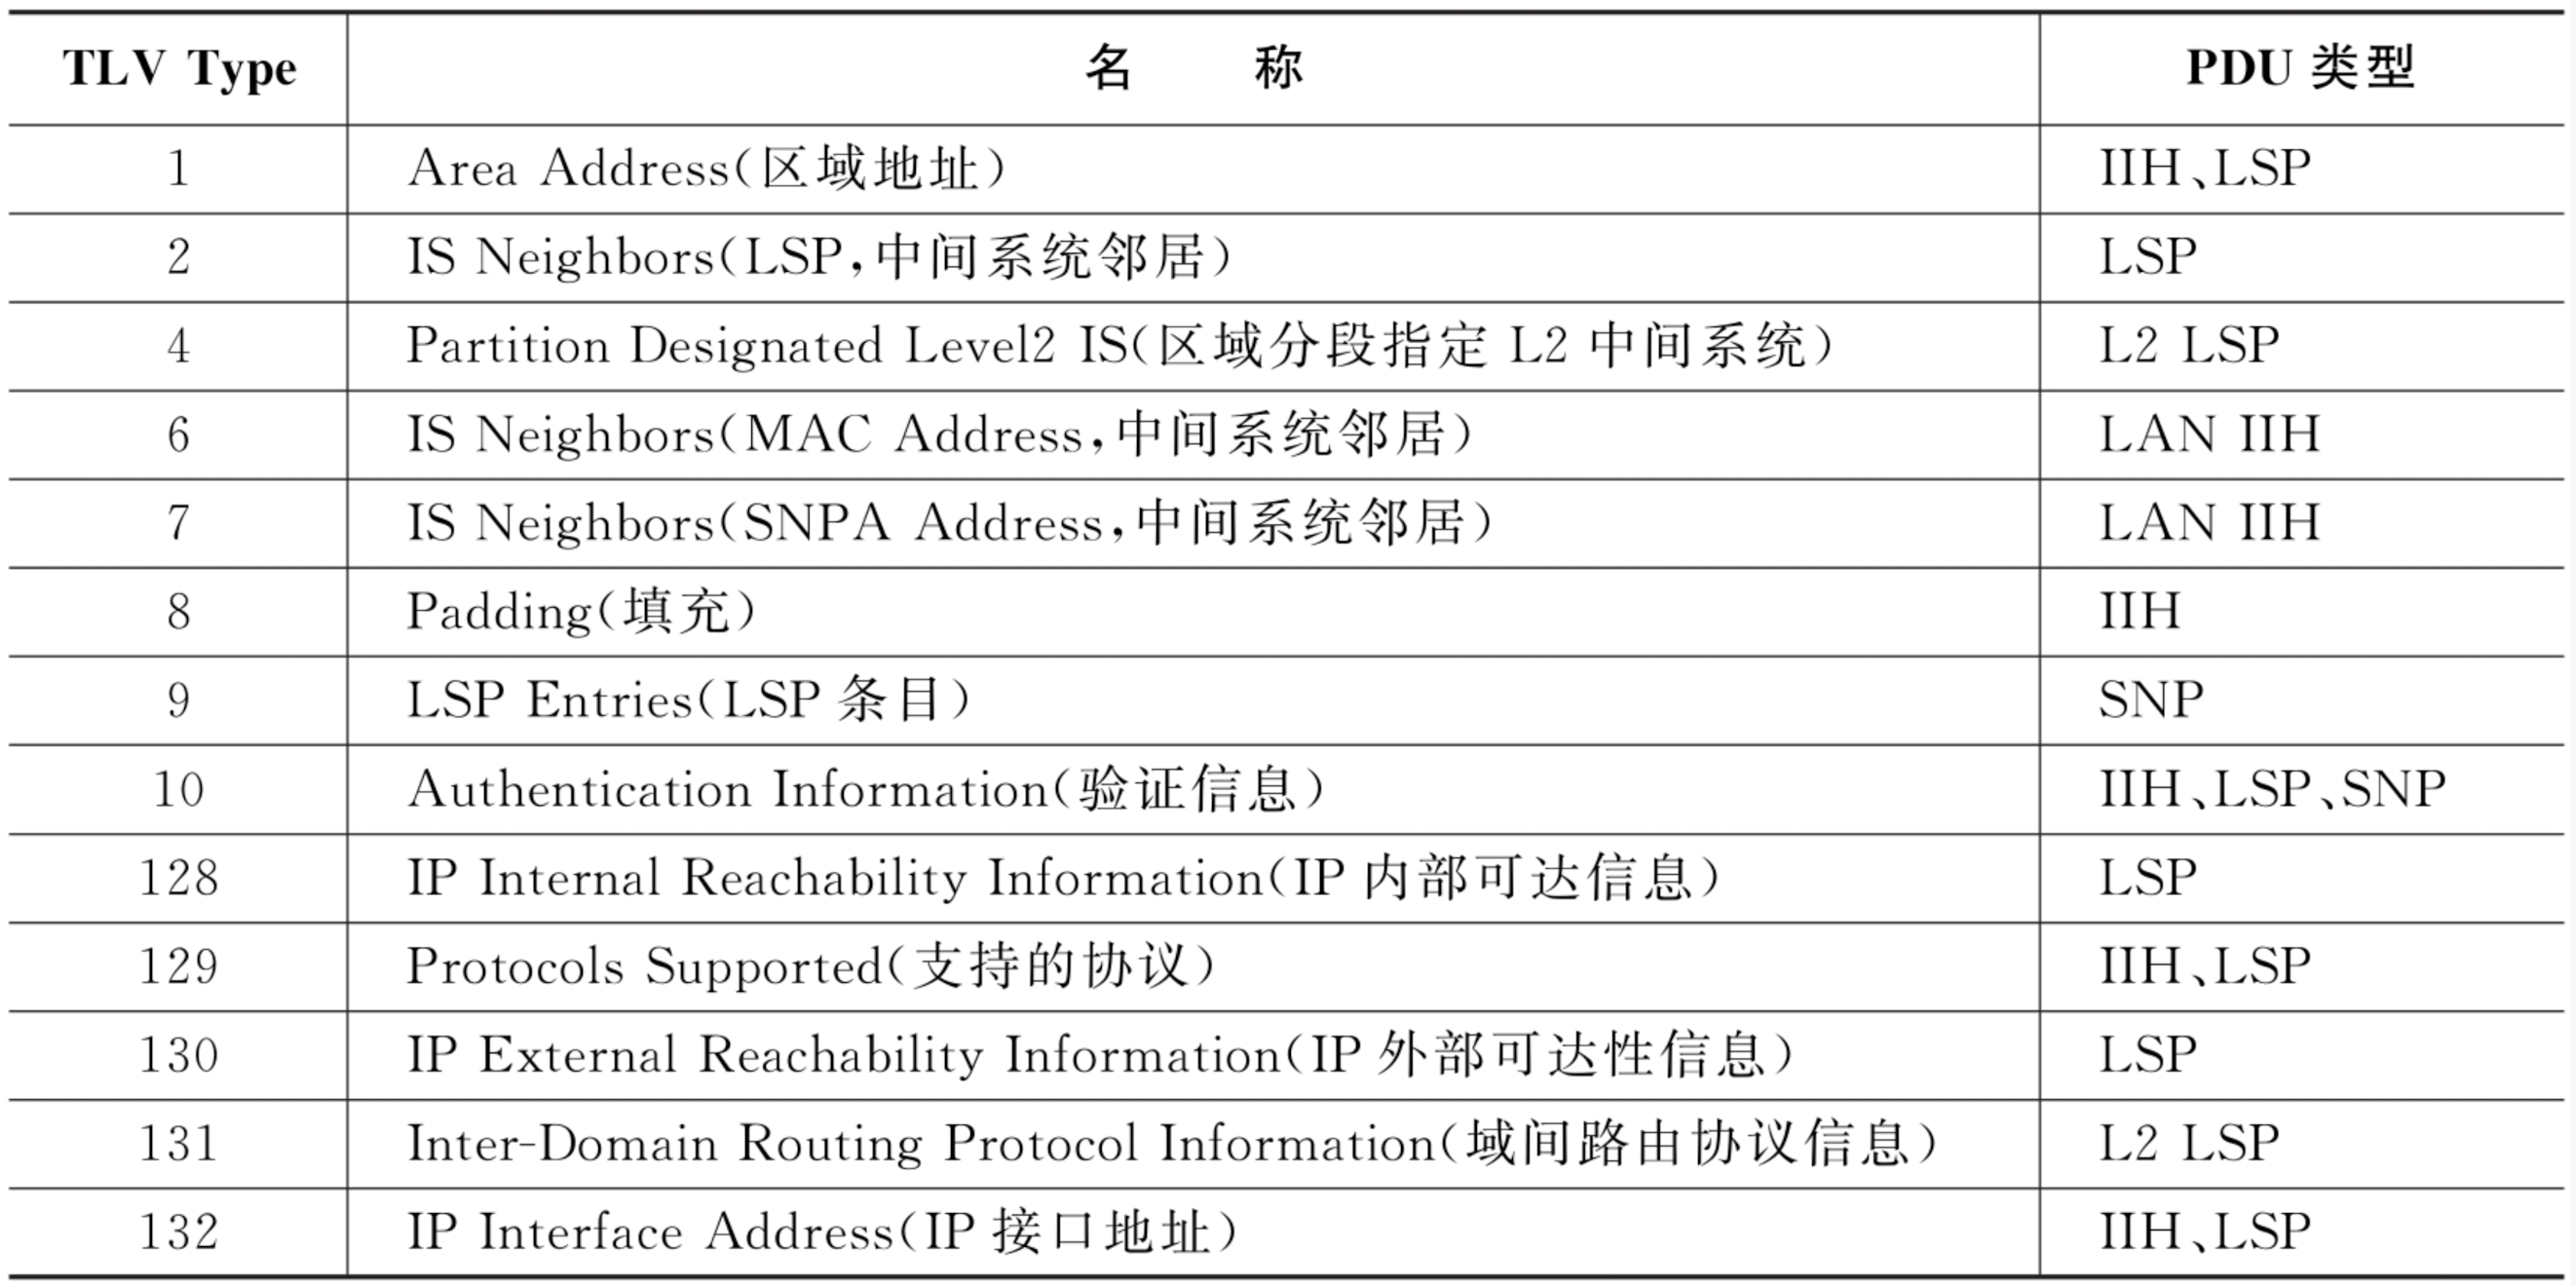 TLV Type 名 称 PDU 类型
1 Area Address(区域地址) IIH、LSP
2 IS Neighbors(LSP,中间系统邻居) LSP
4 Partition Designated Level2 IS(区域分段指定 L2 中间系统) L2 LSP
6 IS Neighbors(MAC Address,中间系统邻居) LAN IIH
7 IS Neighbors(SNPA Address,中间系统邻居) LAN IIH
8 Padding(填充) IIH
9 LSP Entries(LSP 条目) SNP
10 Authentication Information(验证信息) IIH、LSP、SNP
128 IP Internal Reachability Information(IP 内部可达信息) LSP
129 Protocols Supported(支持的协议) IIH、LSP
130 IP External Reachability Information(IP 外部可达性信息) LSP
131 Inter-Domain Routing Protocol Information(域间路由协议信息) L2 LSP
132 IP Interface Address(IP 接口地址) IIH、LSP